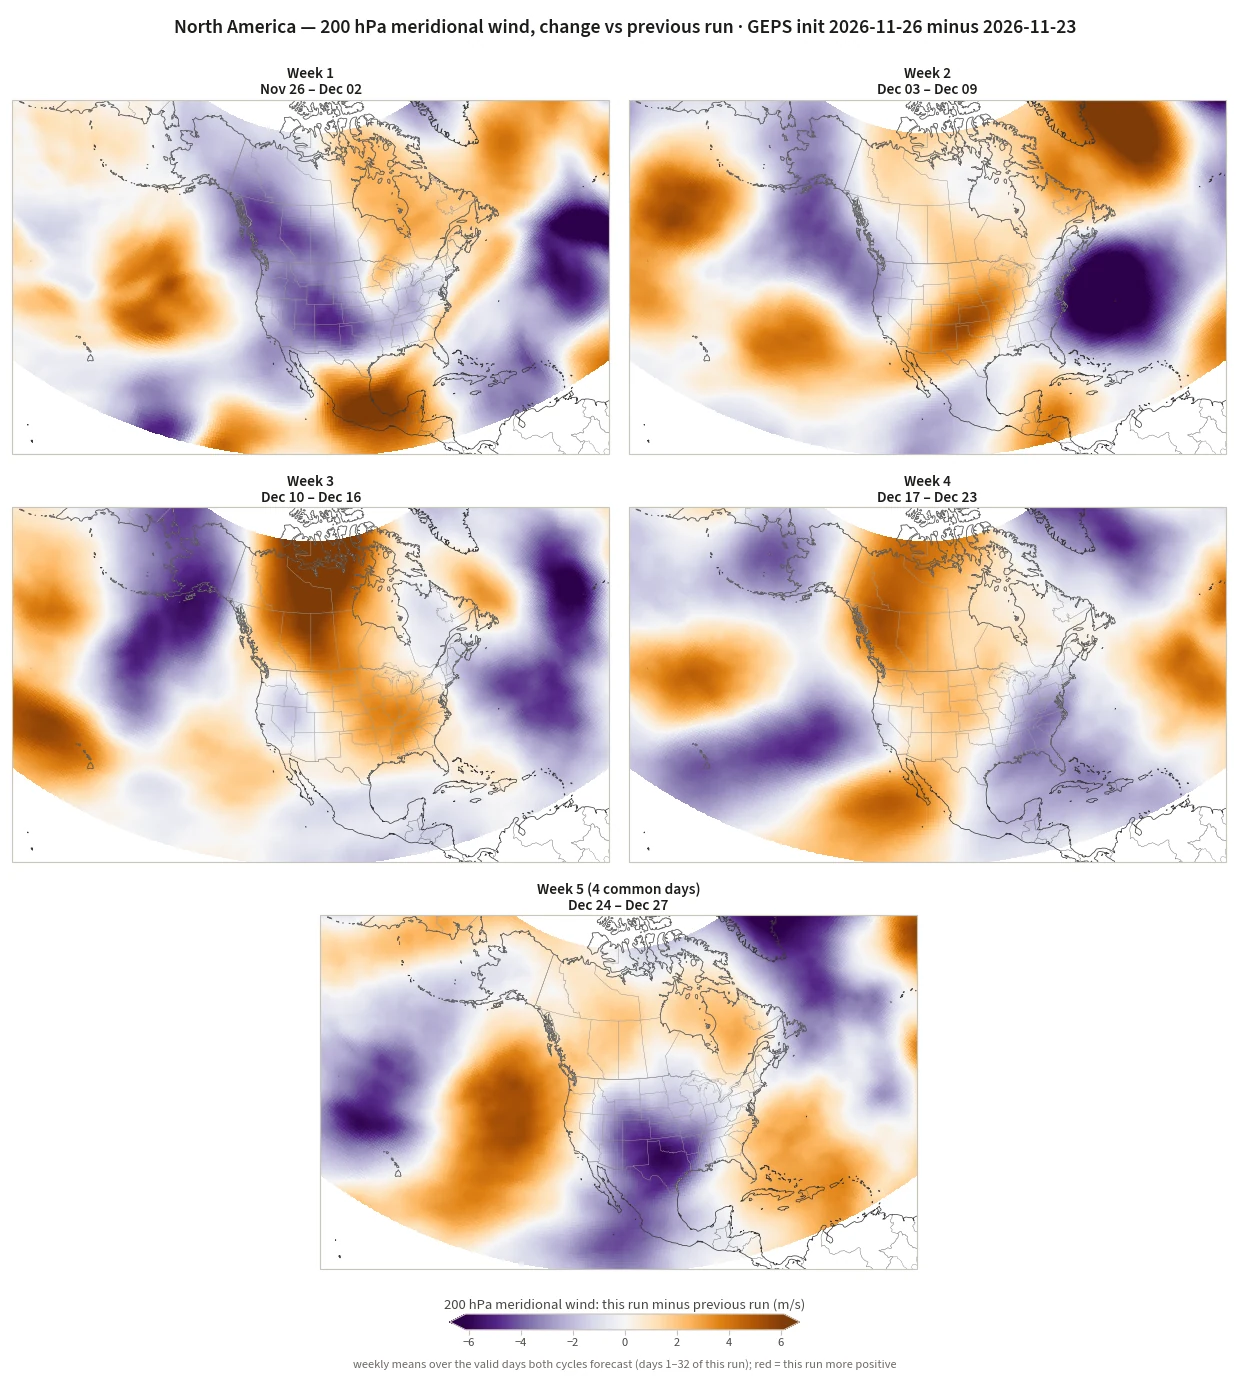 North America — 200 hPa meridional wind, change vs previous run · GEPS init 2026-11-26 minus 2026-11-23
Week 1
Nov 26 – Dec 02
Week 2
Dec 03 – Dec 09
Week 3
Dec 10 – Dec 16
Week 4
Dec 17 – Dec 23
Week 5 (4 common days)
Dec 24 – Dec 27
200 hPa meridional wind: this run minus previous run (m/s)
−6 −4 −2 0 2 4 6
weekly means over the valid days both cycles forecast (days 1–32 of this run); red = this run more positive